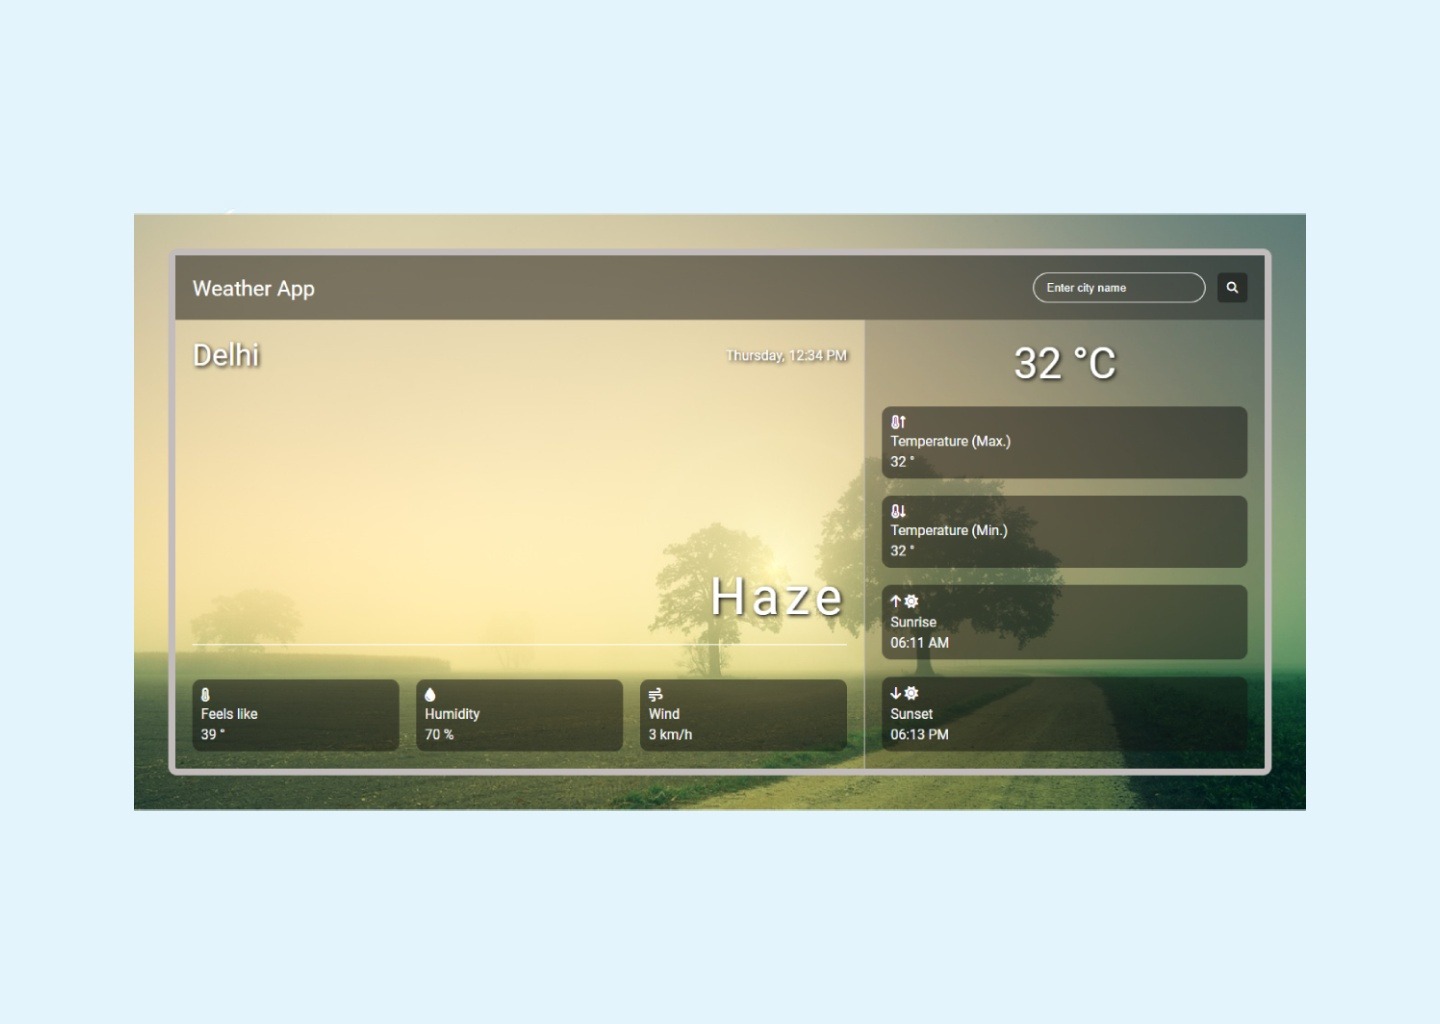 Weather App
Enter city name
Delhi
Thursday, 12:34 PM
Haze
Feels like
39 °
Humidity
70 %
Wind
3 km/h
32 °C
Temperature (Max.)
32 °
Temperature (Min.)
32 °
Sunrise
06:11 AM
Sunset
06:13 PM